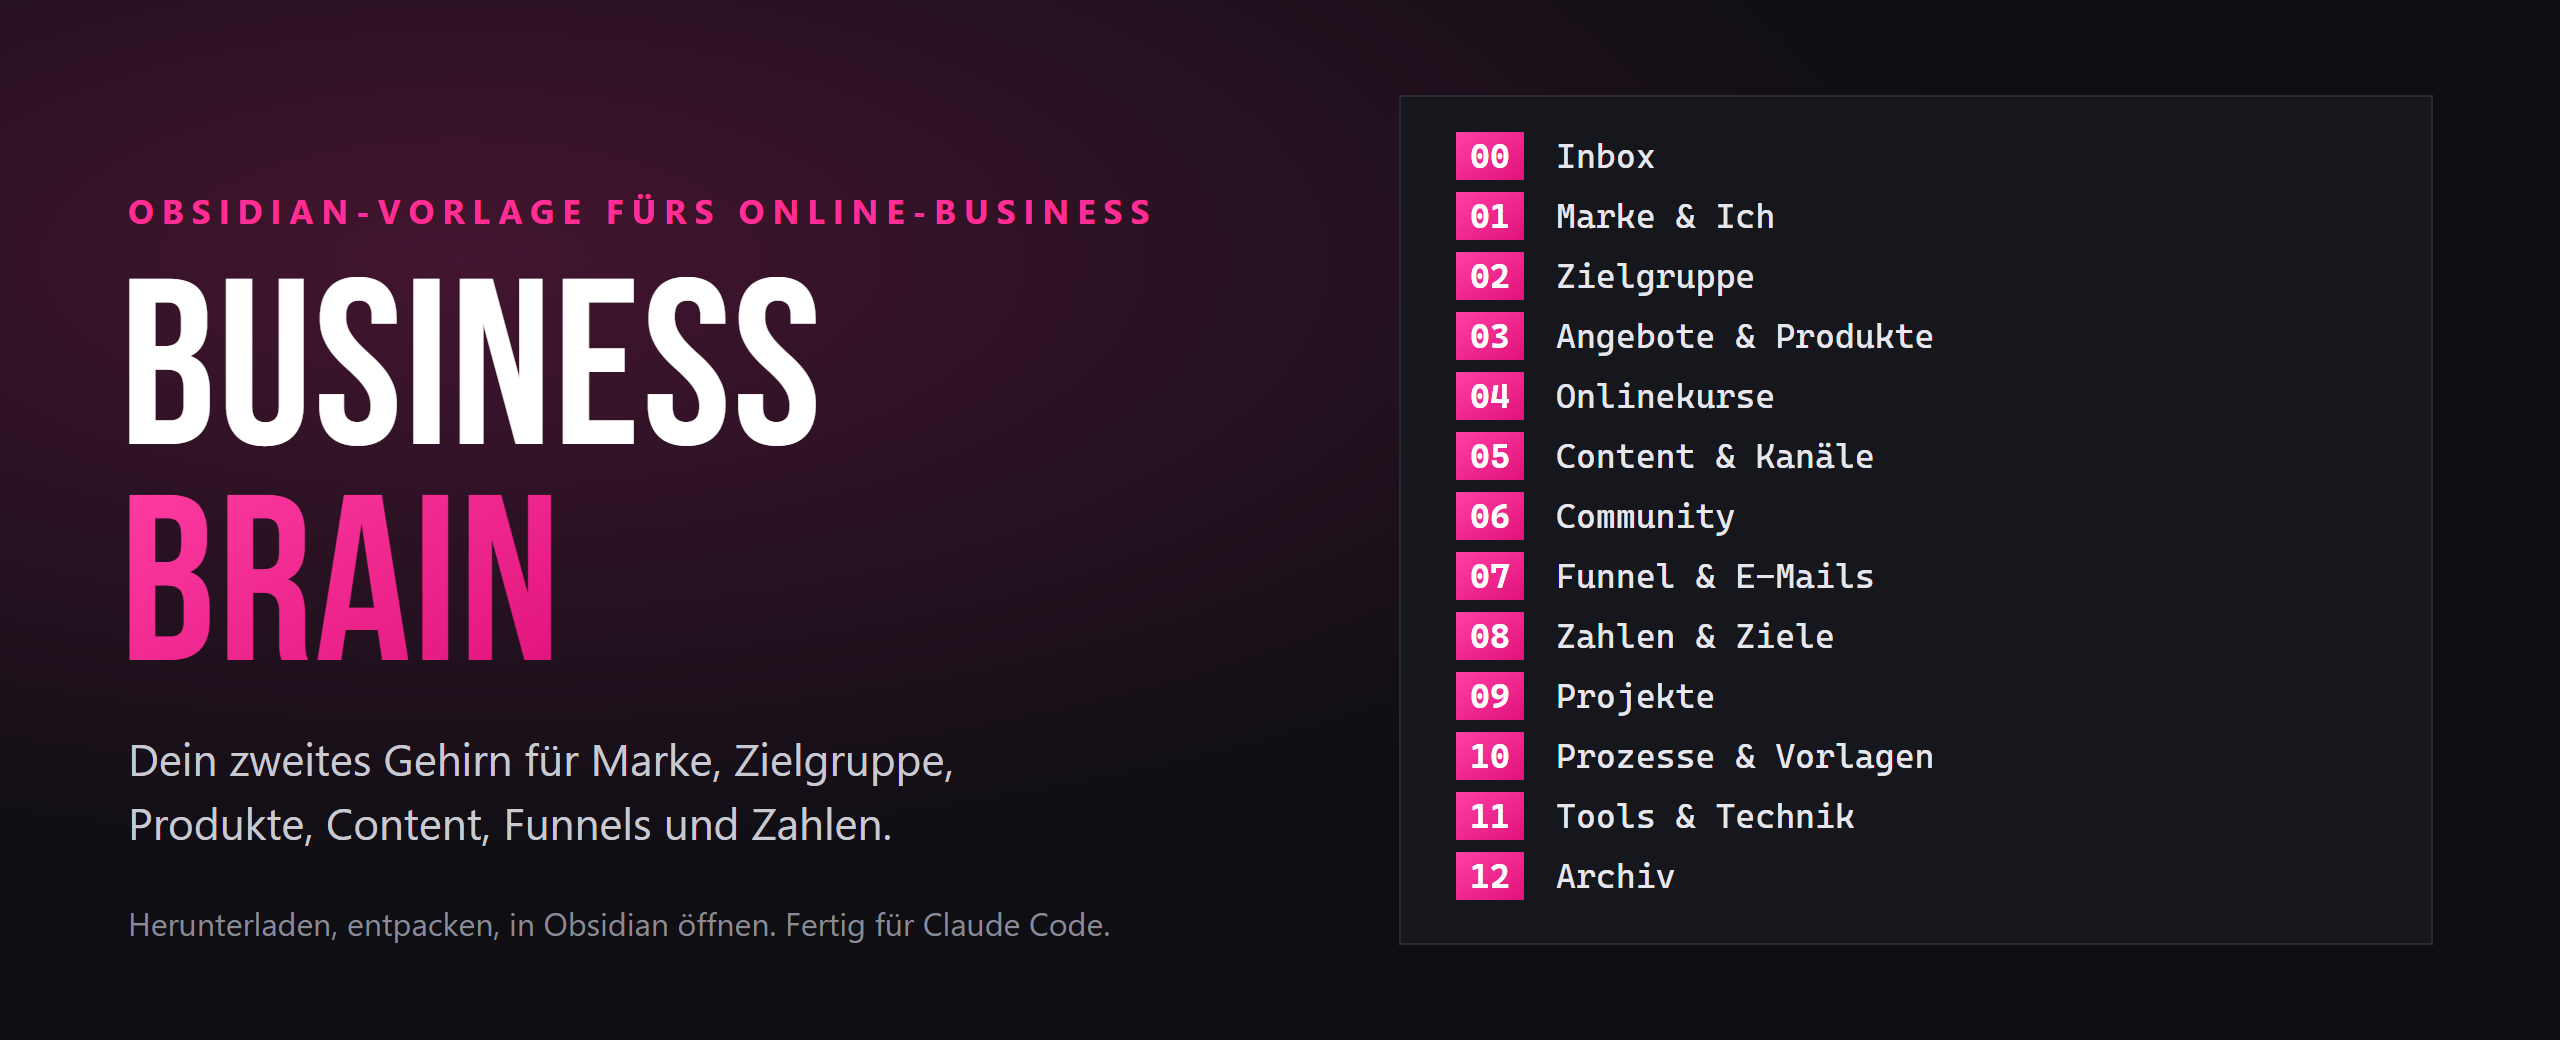 OBSIDIAN-VORLAGE FÜRS ONLINE-BUSINESS
BUSINESS
BRAIN
Dein zweites Gehirn für Marke, Zielgruppe,
Produkte, Content, Funnels und Zahlen.
Herunterladen, entpacken, in Obsidian öffnen. Fertig für Claude Code.
00 Inbox
01 Marke & Ich
02 Zielgruppe
03 Angebote & Produkte
04 Onlinekurse
05 Content & Kanäle
06 Community
07 Funnel & E-Mails
08 Zahlen & Ziele
09 Projekte
10 Prozesse & Vorlagen
11 Tools & Technik
12 Archiv